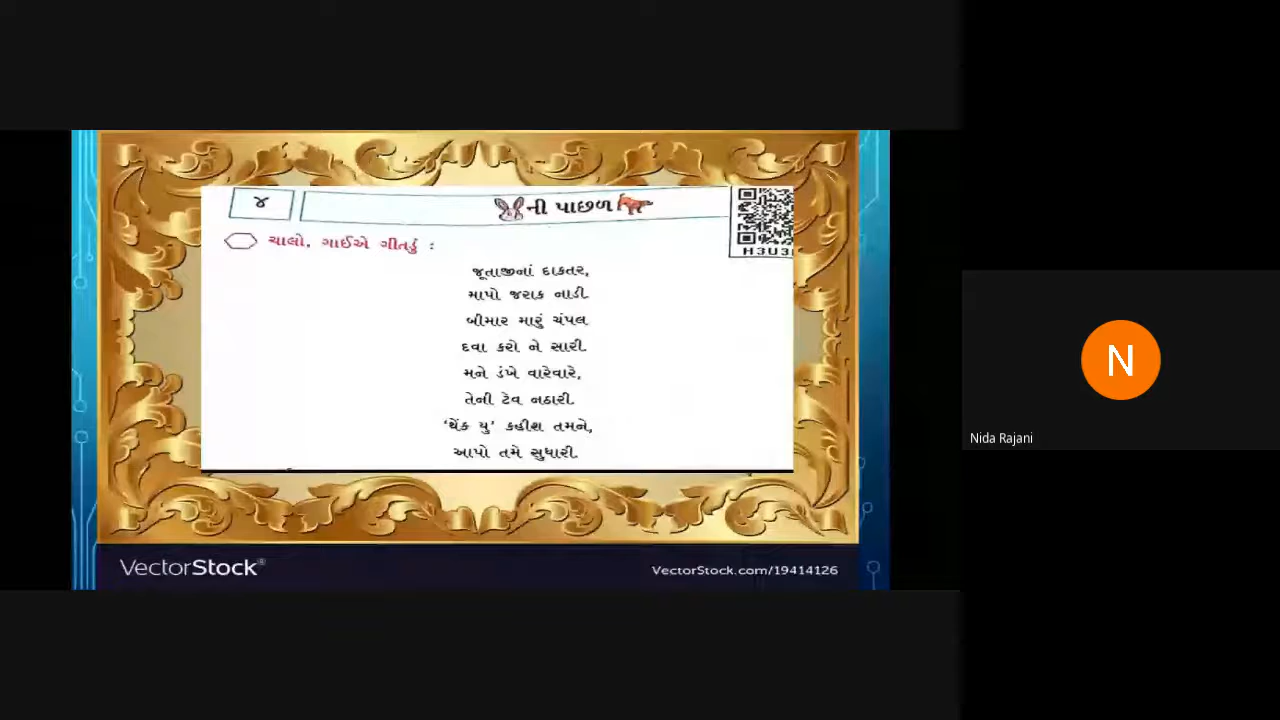 ૪
ની પાછળ
H3U3
ચાલો, ગાઈએ ગીતડું :
જૂતાજીનાં દાકતર,
માપો જરાક નાડી.
બીમાર મારું ચંપલ
દવા કરો ને સારી.
મને ડંખે વારેવારે,
તેની ટેવ નઠારી.
‘થેંક યુ’ કહીશ તમને,
આપો તમે સુધારી.
VectorStock®
VectorStock.com/19414126
N
Nida Rajani